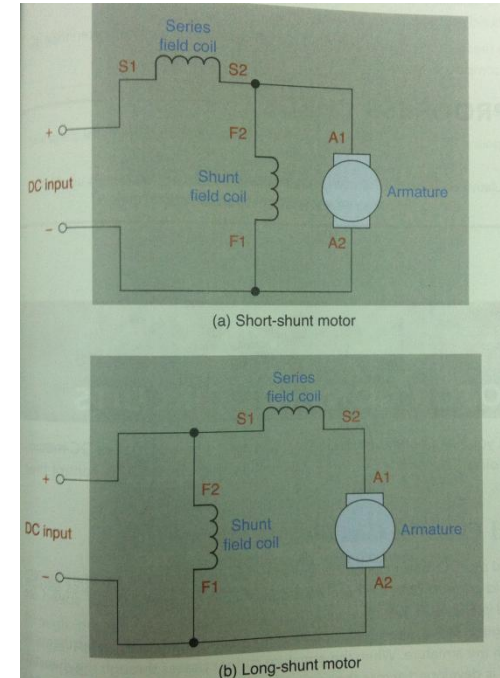 Series
field coil
S1
S2
+
F2
A1
DC input
Shunt
field coil
Armature
-
F1
A2
(a) Short-shunt motor
Series
field coil
S1
S2
+
F2
A1
DC input
Shunt
field coil
Armature
-
F1
A2
(b) Long-shunt motor